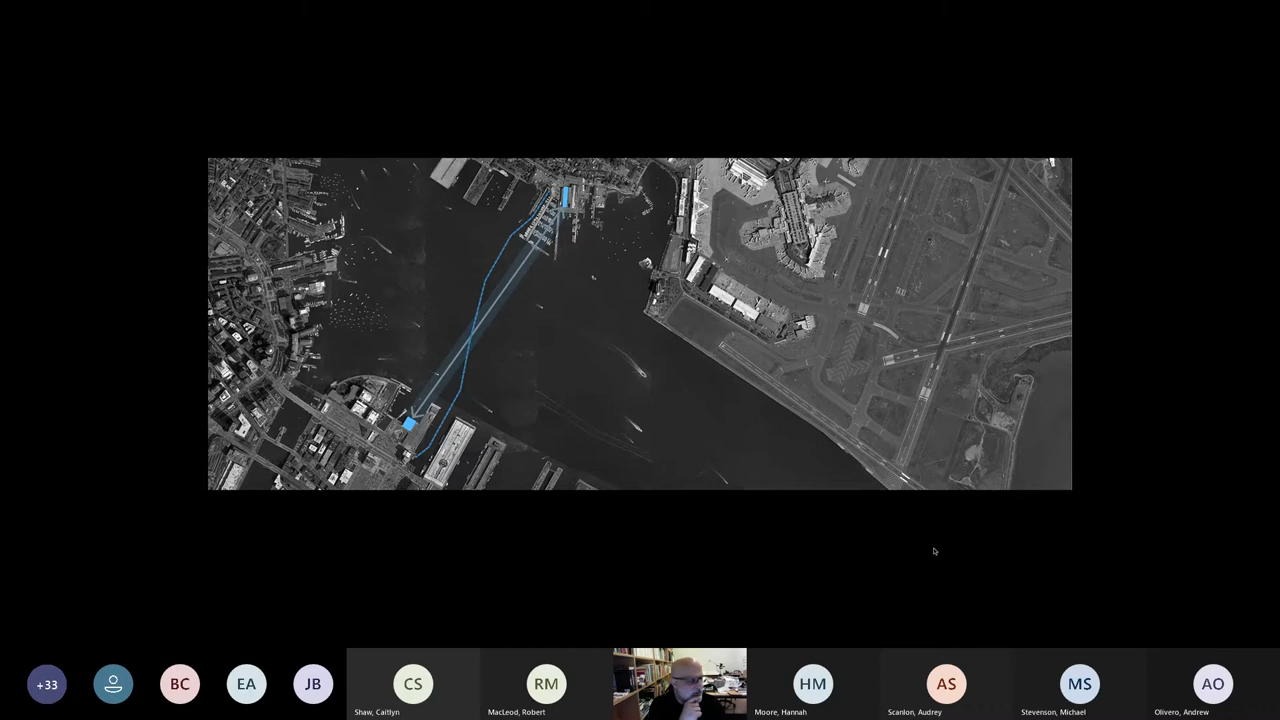 +33
BC
EA
JB
CS
RM
HM
AS
MS
AO
Shaw, Caitlyn
MacLeod, Robert
Moore, Hannah
Scanlon, Audrey
Stevenson, Michael
Olivero, Andrew